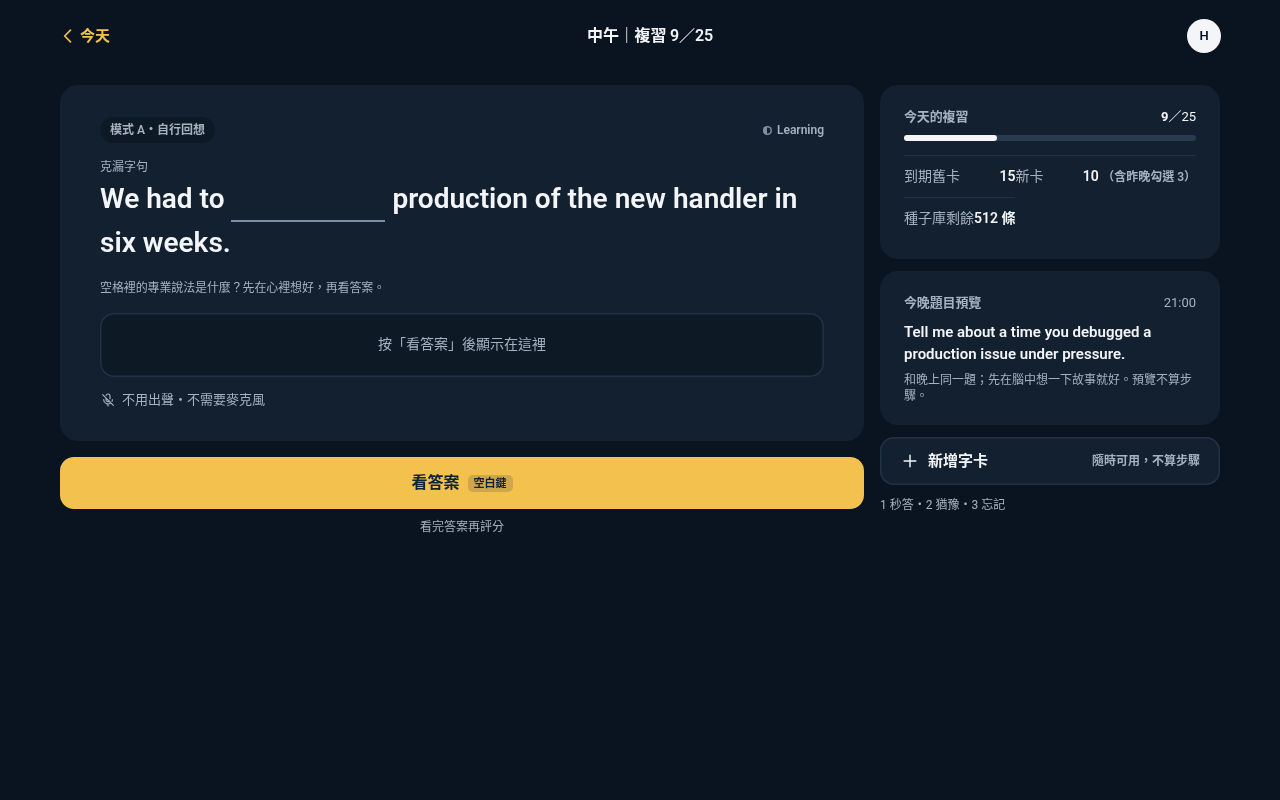 今天
中午｜複習 9／25
H
模式 A・自行回想
Learning
克漏字句
We had to ___________ production of the new handler in
six weeks.
空格裡的專業說法是什麼？先在心裡想好，再看答案。
按「看答案」後顯示在這裡
不用出聲・不需要麥克風
看答案 空白鍵
看完答案再評分
今天的複習 9／25
到期舊卡 15 新卡 10（含昨晚勾選 3）
種子庫剩餘 512 條
今晚題目預覽 21:00
Tell me about a time you debugged a
production issue under pressure.
和晚上同一題；先在腦中想一下故事就好。預覽不算步
驟。
新增字卡 隨時可用，不算步驟
1 秒答・2 猶豫・3 忘記